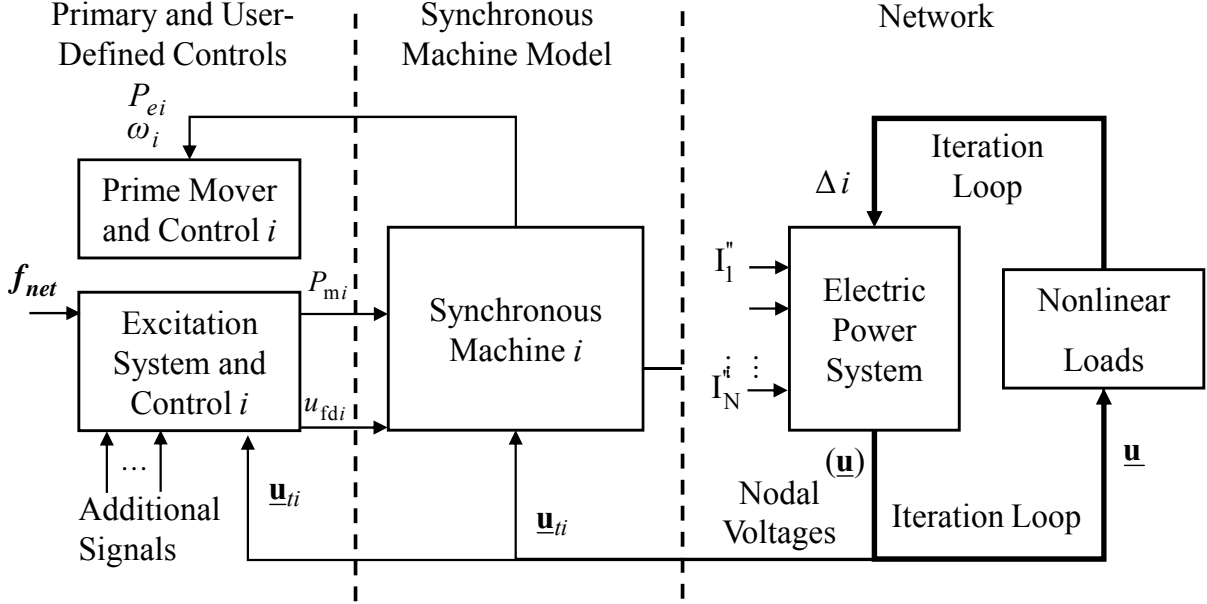 Primary and User-
Defined Controls
Synchronous
Machine Model
Network
P_ei
ω_i
Prime Mover
and Control i
f_net
Excitation
System and
Control i
P_mi
u_fdi
...
Additional
Signals
u_ti
Synchronous
Machine i
u_ti
Δ i
I''_1
⋮ ⋮
I''_N
Electric
Power
System
Iteration
Loop
Nonlinear
Loads
(u)
Nodal
Voltages
Iteration Loop
u